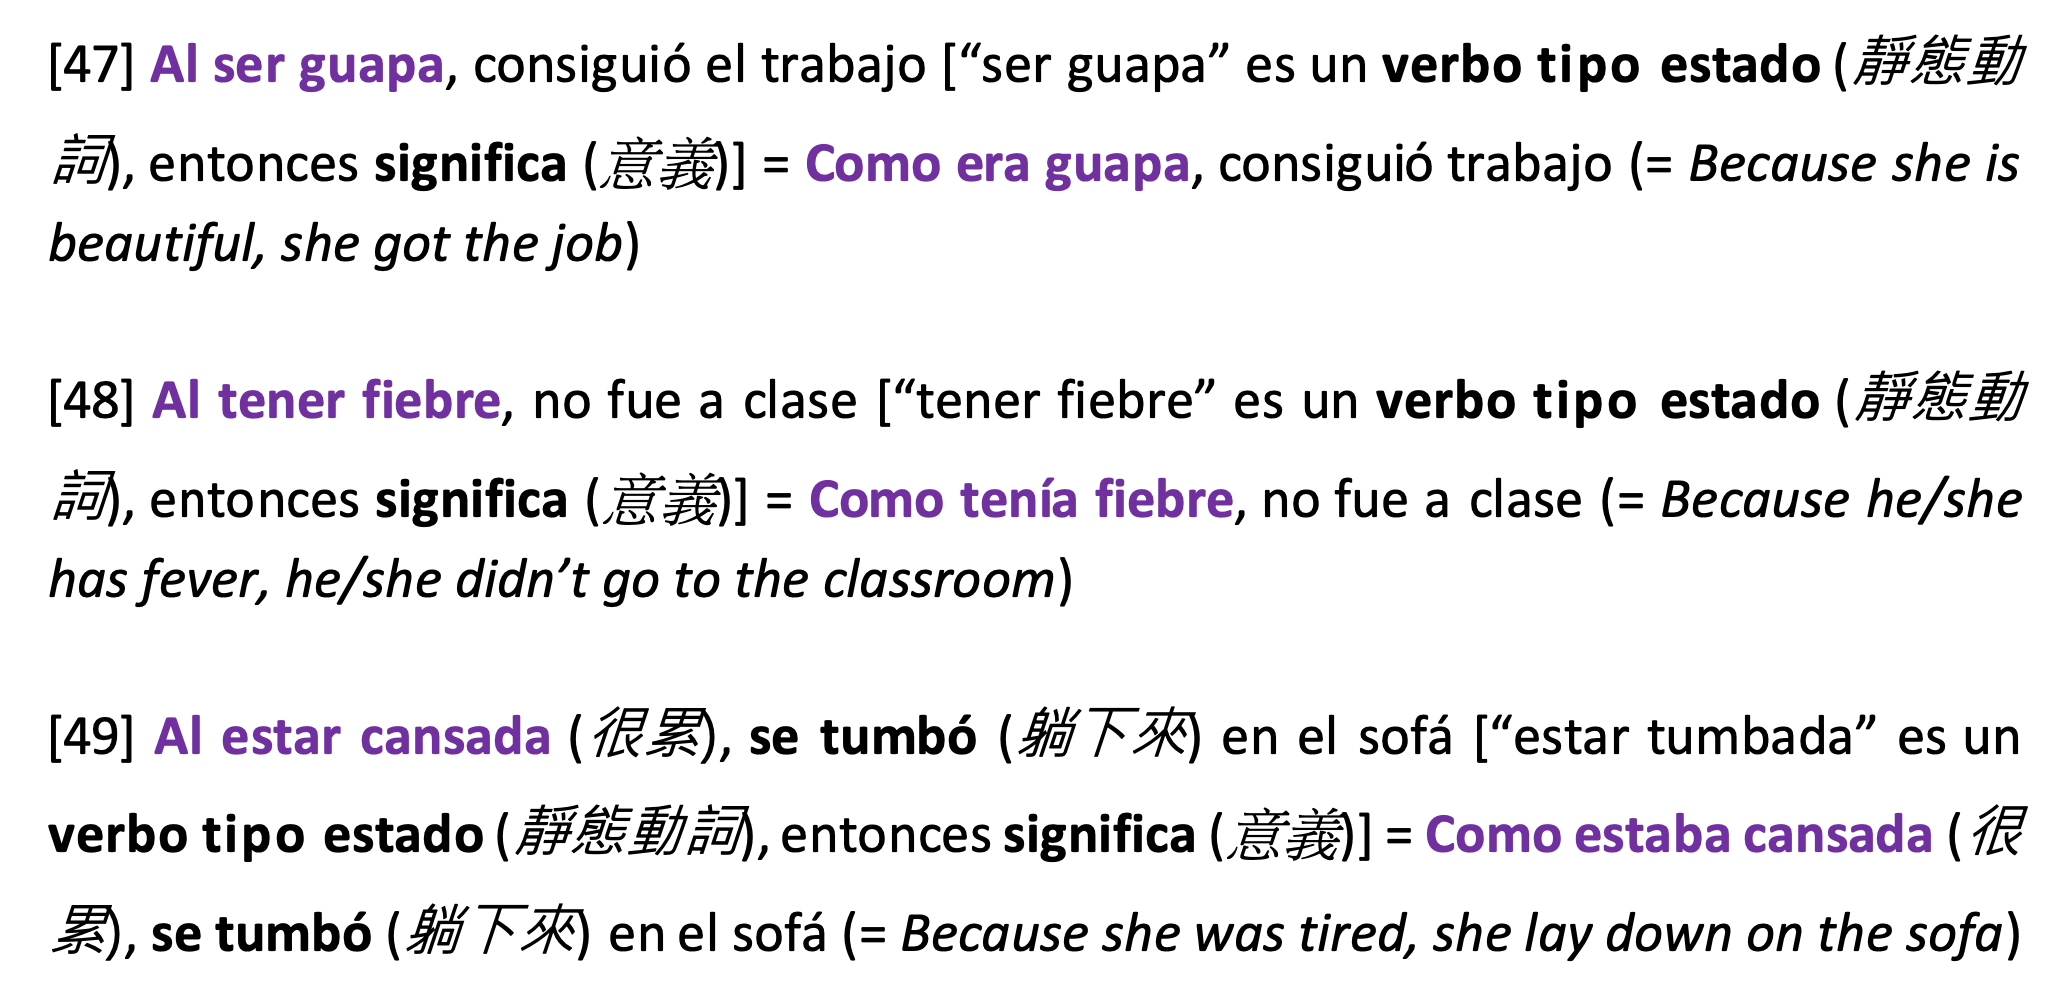 [47] Al ser guapa, consiguió el trabajo [“ser guapa” es un verbo tipo estado (靜態動
詞), entonces significa (意義)] = Como era guapa, consiguió trabajo (= Because she is
beautiful, she got the job)
[48] Al tener fiebre, no fue a clase [“tener fiebre” es un verbo tipo estado (靜態動
詞), entonces significa (意義)] = Como tenía fiebre, no fue a clase (= Because he/she
has fever, he/she didn’t go to the classroom)
[49] Al estar cansada (很累), se tumbó (躺下來) en el sofá [“estar tumbada” es un
verbo tipo estado (靜態動詞), entonces significa (意義)] = Como estaba cansada (很
累), se tumbó (躺下來) en el sofá (= Because she was tired, she lay down on the sofa)